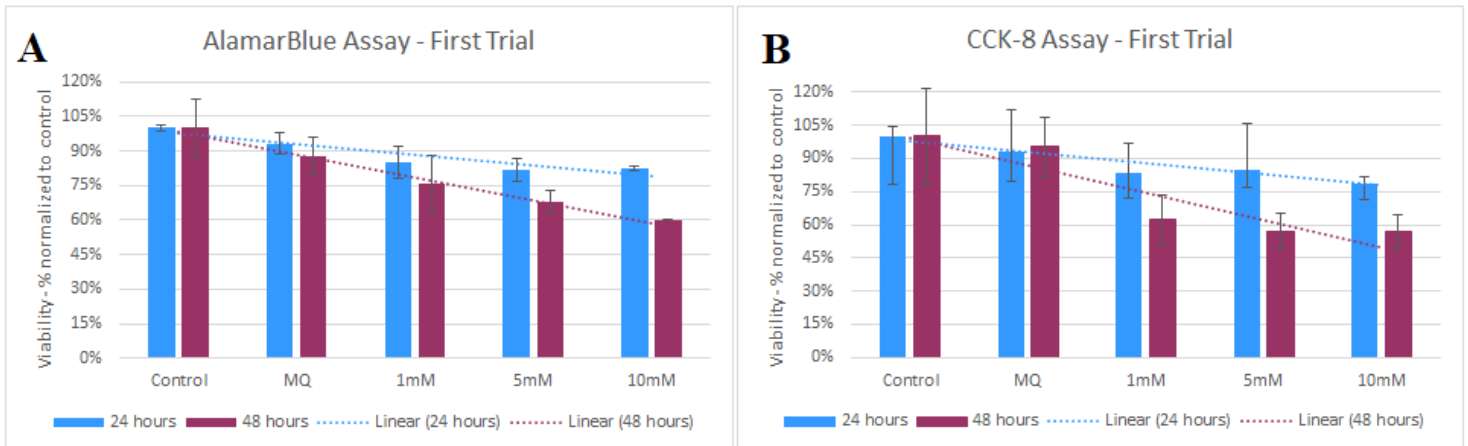 A
AlamarBlue Assay - First Trial
Viability - % normalized to control
120%
105%
90%
75%
60%
45%
30%
15%
0%
Control MQ 1mM 5mM 10mM
24 hours 48 hours Linear (24 hours) Linear (48 hours)
B
CCK-8 Assay - First Trial
Viability - % normalized to control
120%
105%
90%
75%
60%
45%
30%
15%
0%
Control MQ 1mM 5mM 10mM
24 hours 48 hours Linear (24 hours) Linear (48 hours)